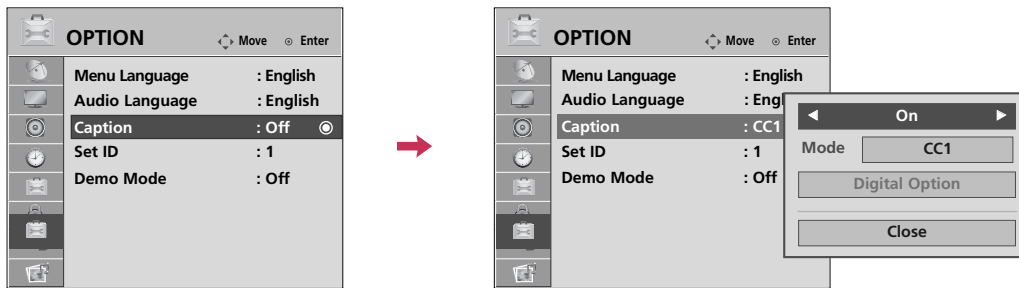 OPTION Move Enter
Menu Language : English
Audio Language : English
Caption : Off
Set ID : 1
Demo Mode : Off
OPTION Move Enter
Menu Language : English
Audio Language : Engl
Caption : CC1
Set ID : 1
Demo Mode : Off
On
Mode CC1
Digital Option
Close